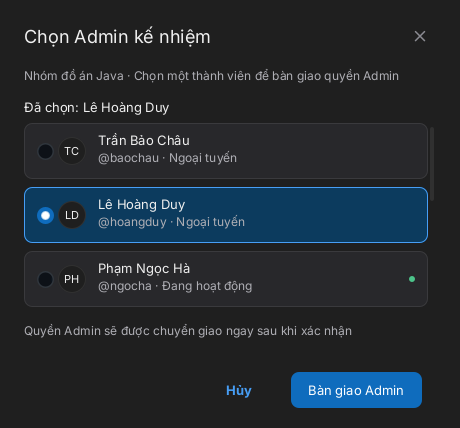 Chọn Admin kế nhiệm
Nhóm đồ án Java · Chọn một thành viên để bàn giao quyền Admin
Đã chọn: Lê Hoàng Duy
TC
Trần Bảo Châu
@baochau · Ngoại tuyến
LD
Lê Hoàng Duy
@hoangduy · Ngoại tuyến
PH
Phạm Ngọc Hà
@ngocha · Đang hoạt động
Quyền Admin sẽ được chuyển giao ngay sau khi xác nhận
Hủy
Bàn giao Admin